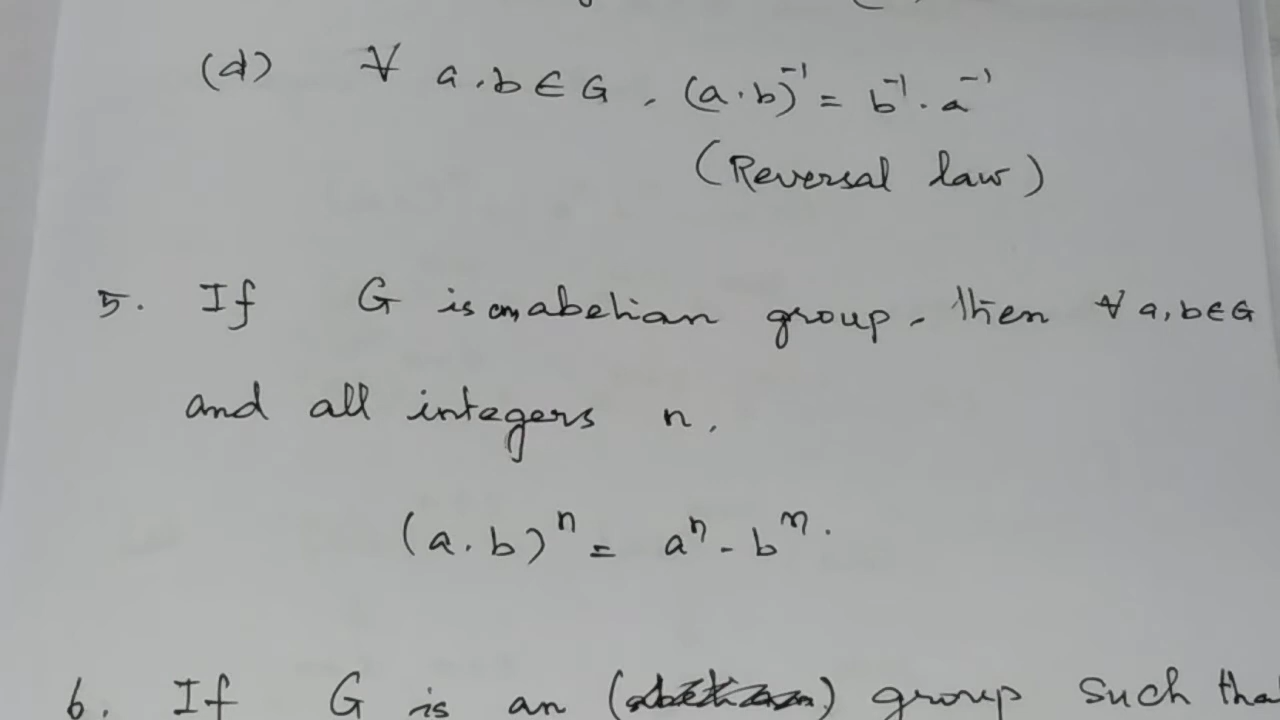 (d) ∀ a.b ∈ G, (a.b)⁻¹ = b⁻¹.a⁻¹
(Reversal law)
5. If G is an abelian group, then ∀ a, b ∈ G
and all integers n,
(a.b)ⁿ = aⁿ.bⁿ.
6. If G is an ( ) group such tha